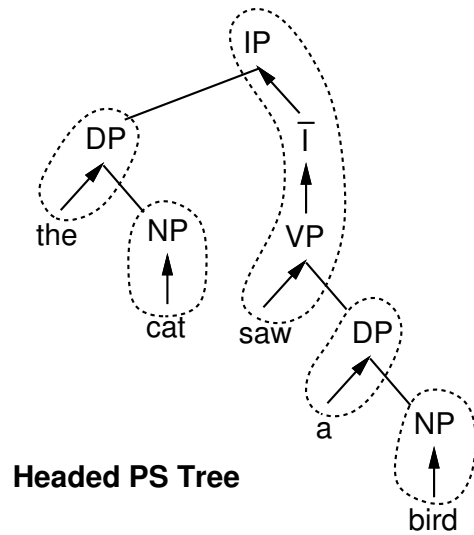 IP
DP
Ī
the
NP
VP
cat
saw
DP
a
NP
Headed PS Tree
bird